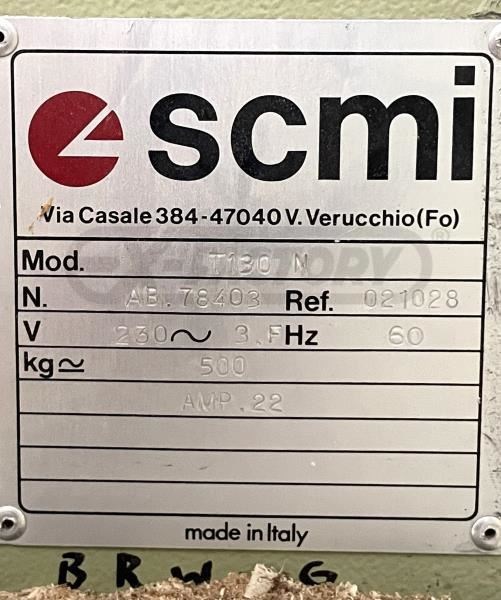 scmi
Via Casale 384-47040 V. Verucchio (Fo)
Mod. T130 N
N. AB.78403 Ref. 021028
V 230~ 3.F Hz 60
kg≃ 500
AMP.22
made in Italy
B R W G